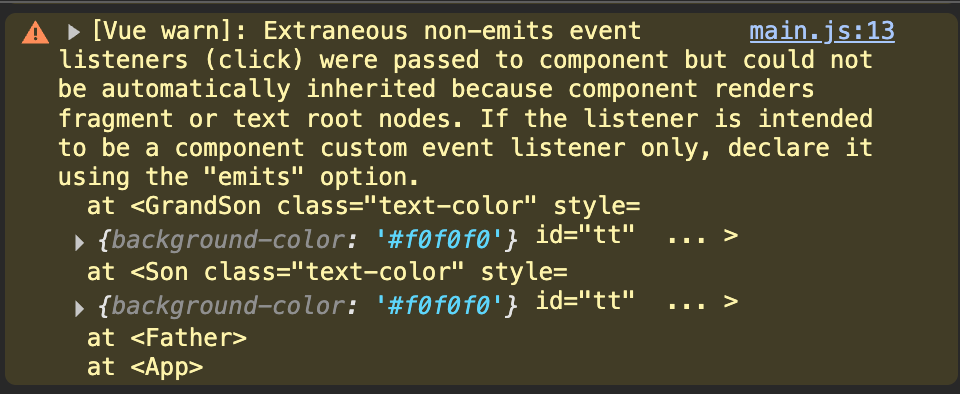 [Vue warn]: Extraneous non-emits event main.js:13
listeners (click) were passed to component but could not
be automatically inherited because component renders
fragment or text root nodes. If the listener is intended
to be a component custom event listener only, declare it
using the "emits" option.
at <GrandSon class="text-color" style=
{background-color: '#f0f0f0'} id="tt" ... >
at <Son class="text-color" style=
{background-color: '#f0f0f0'} id="tt" ... >
at <Father>
at <App>